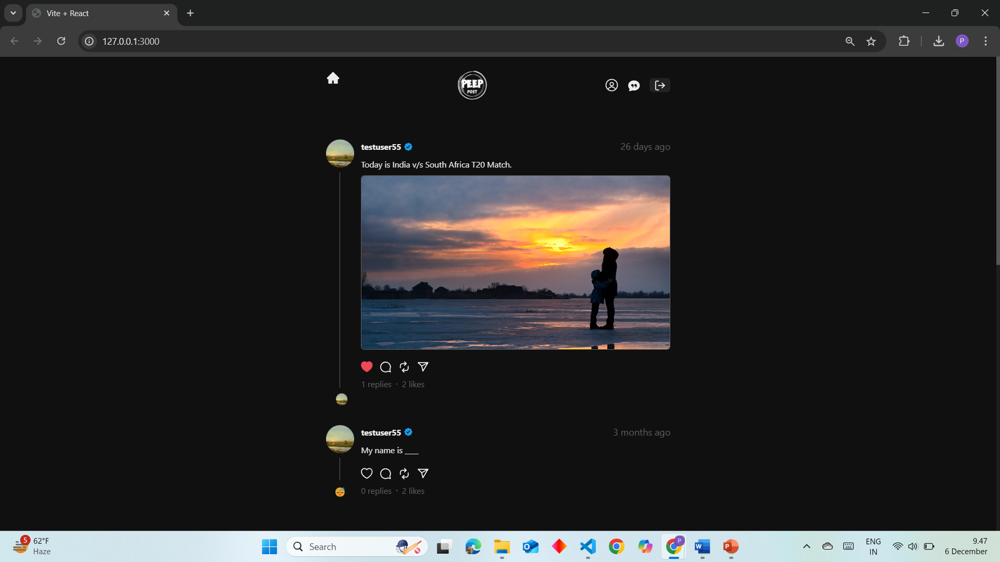 Vite + React
127.0.0.1:3000
P
PEEP
POST
testuser55
26 days ago
Today is India v/s South Africa T20 Match.
1 replies · 2 likes
testuser55
3 months ago
My name is ____
0 replies · 2 likes
5
62°F
Haze
Search
P
ENG
IN
9.47
6 December